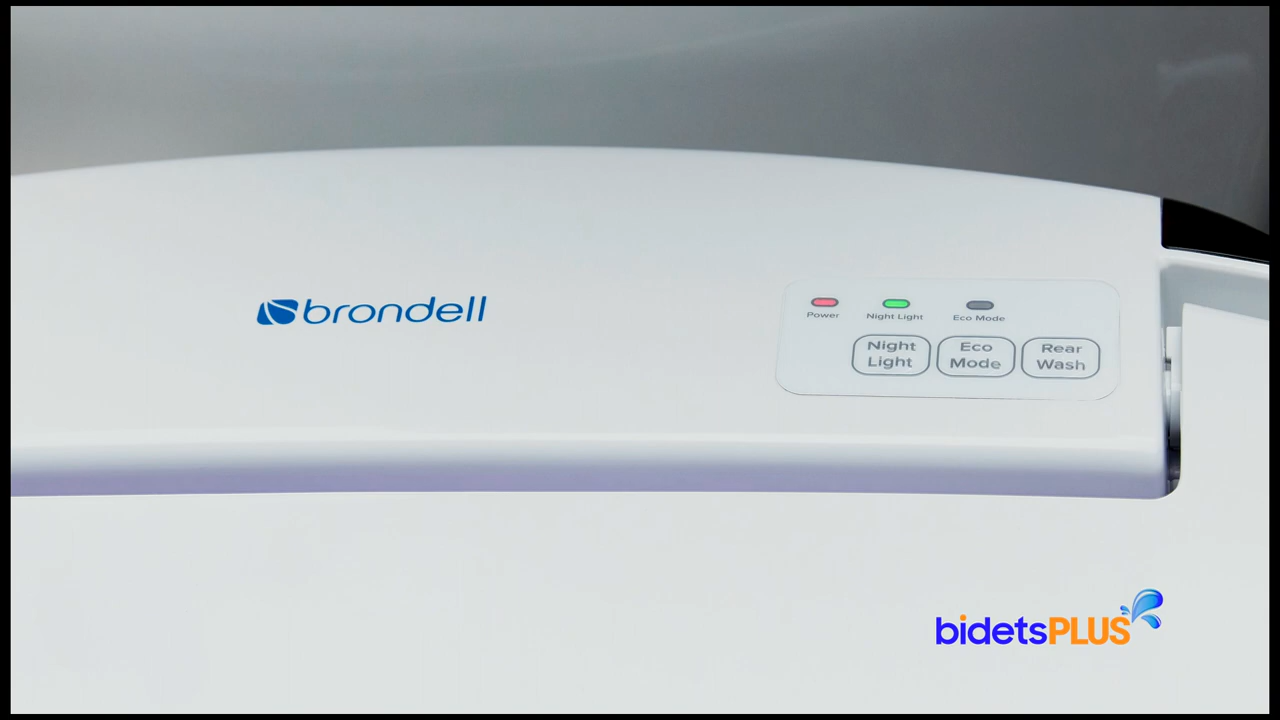 brondell
Power
Night Light
Eco Mode
Night
Light
Eco
Mode
Rear
Wash
bidetsPLUS